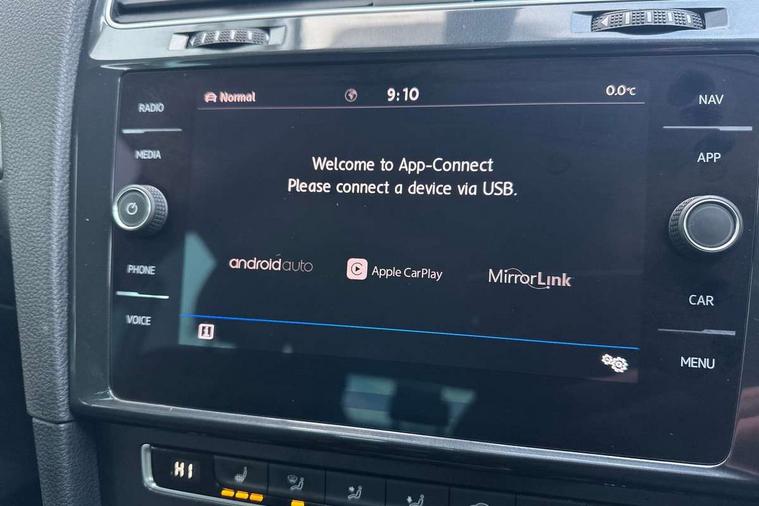 RADIO
Normal
9:10
0.0°C
NAV
MEDIA
Welcome to App-Connect
Please connect a device via USB.
APP
PHONE
androidauto
Apple CarPlay
MirrorLink
CAR
VOICE
MENU
HI